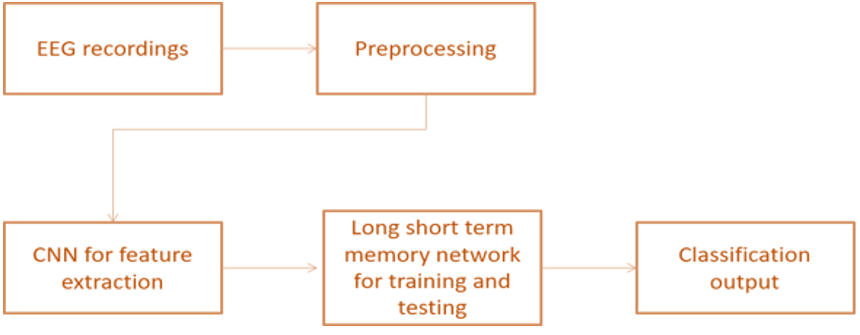 EEG recordings
Preprocessing
CNN for feature
extraction
Long short term
memory network
for training and
testing
Classification
output